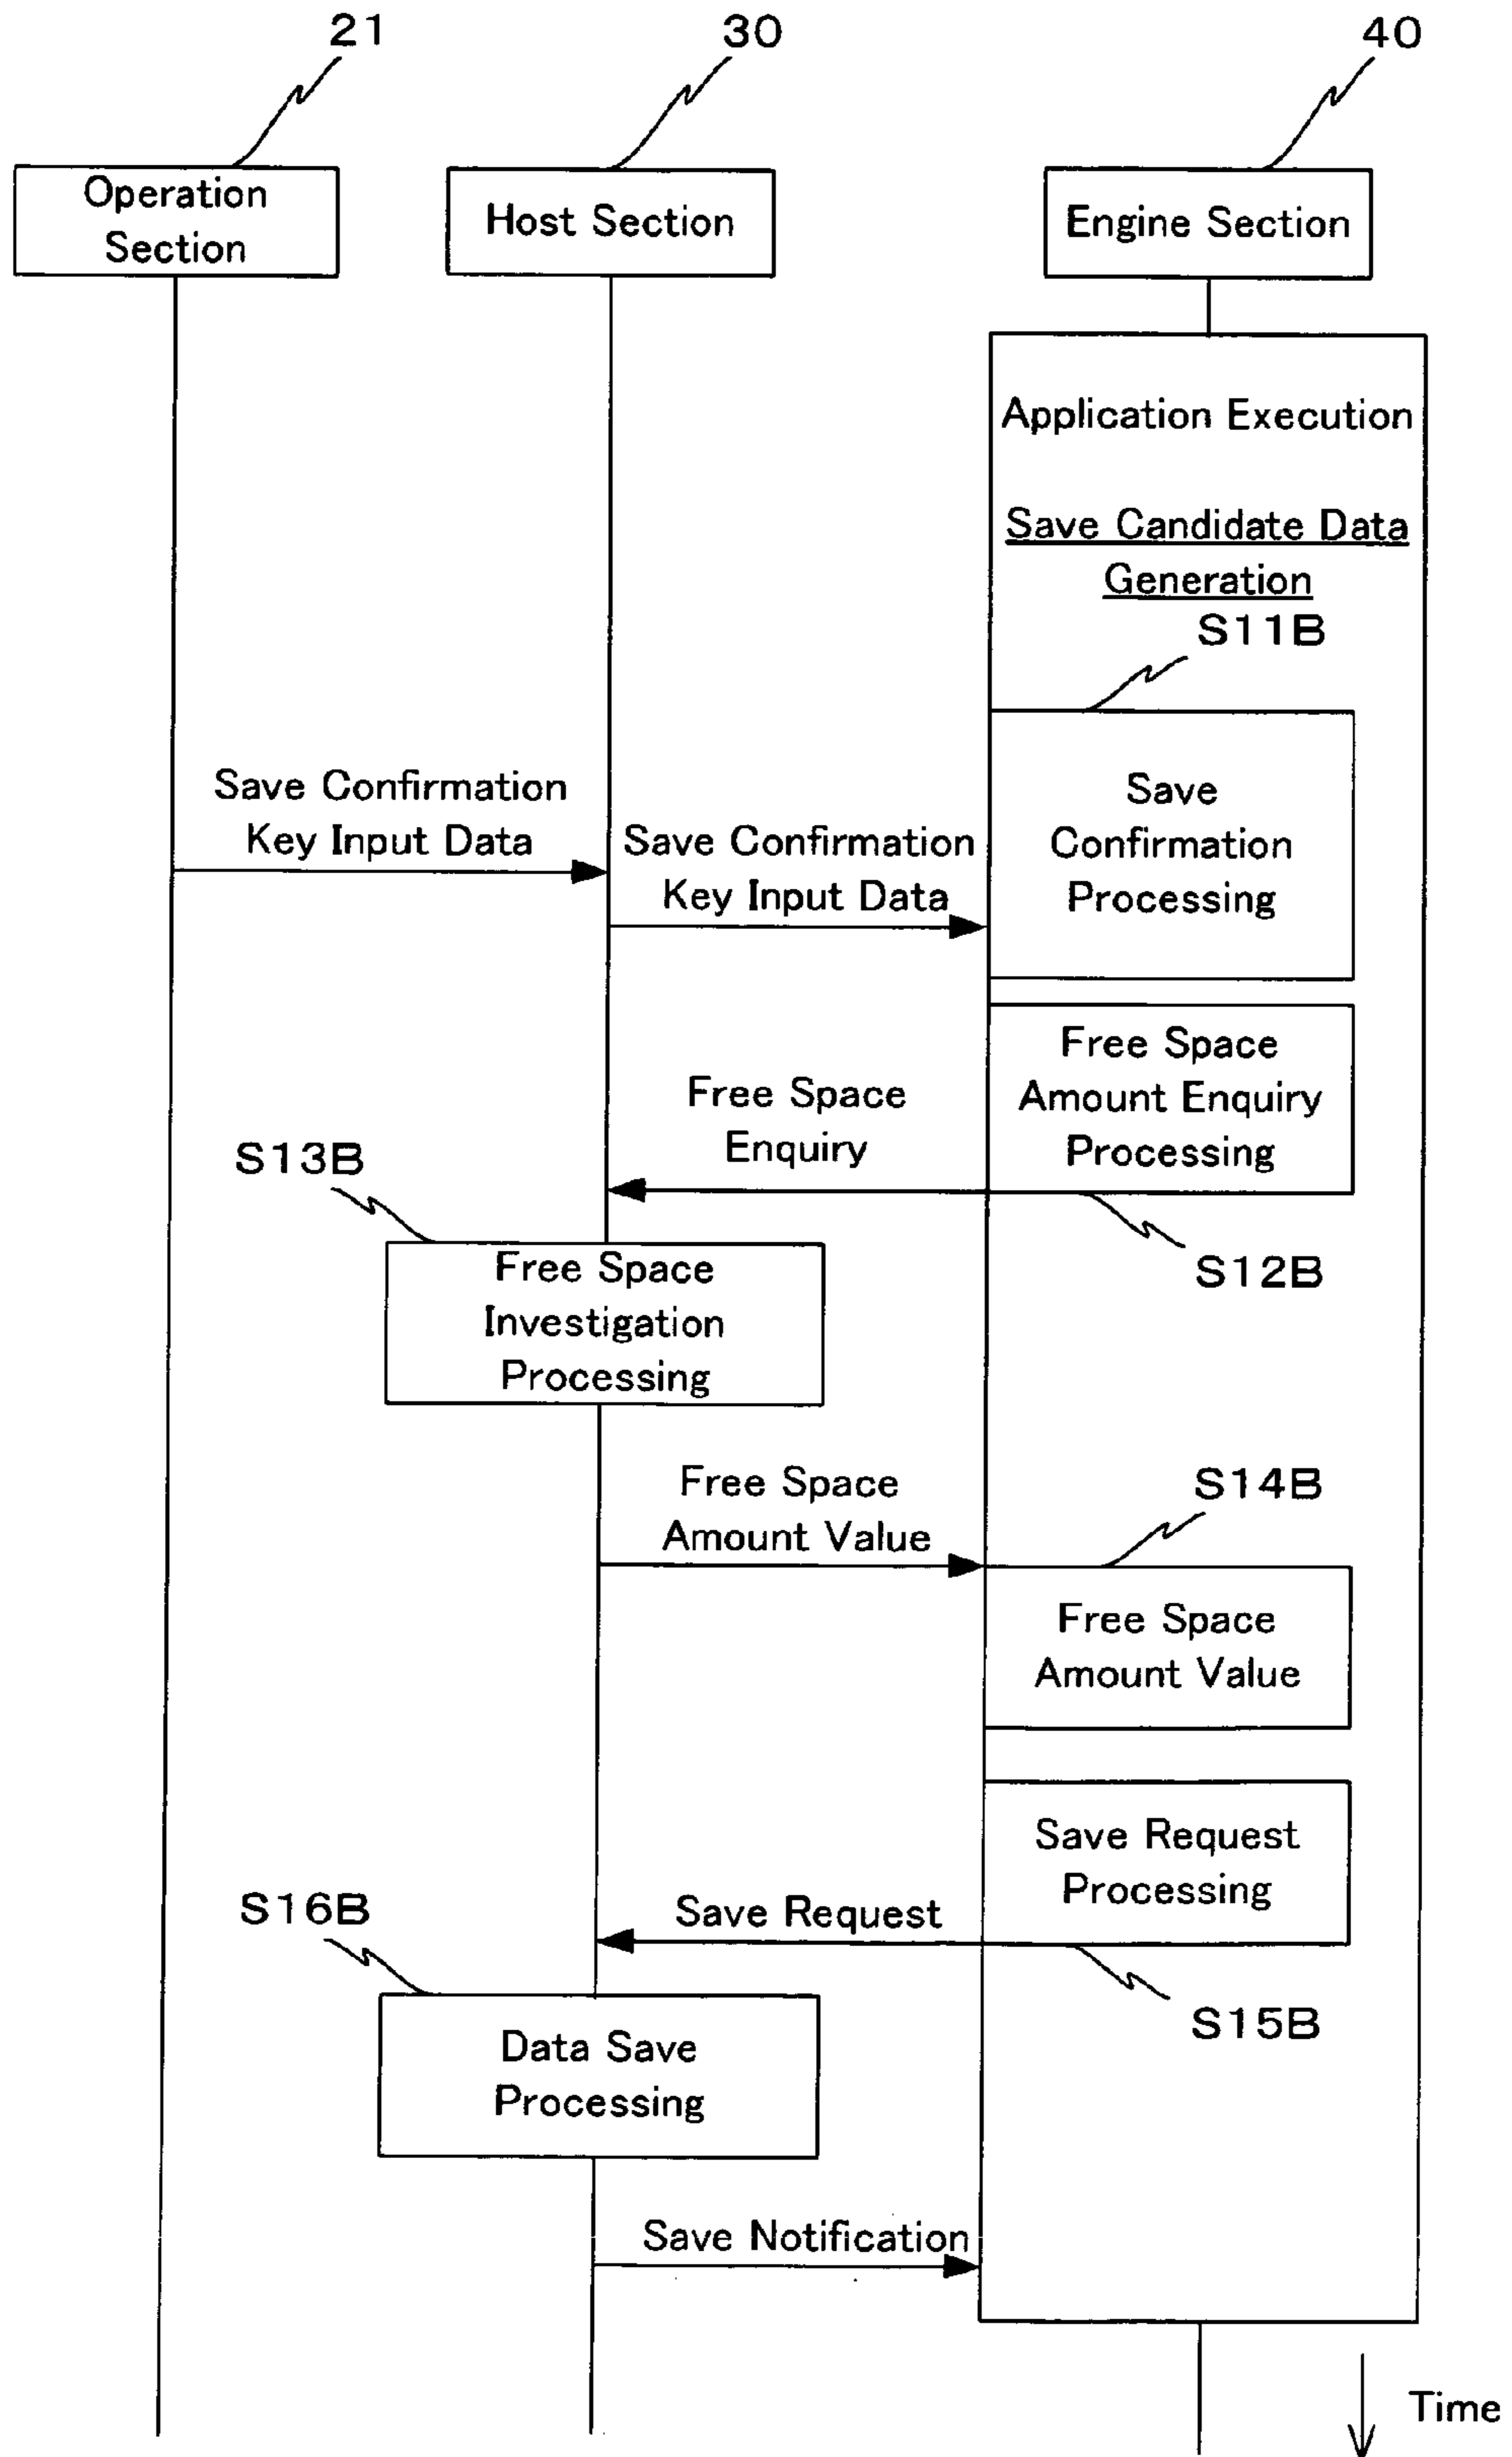 21
30
40
Operation
Section
Host Section
Engine Section
Application Execution
Save Candidate Data
Generation
S11B
Save
Confirmation
Processing
Save Confirmation
Key Input Data
Save Confirmation
Key Input Data
Free Space
Amount Enquiry
Processing
Free Space
Enquiry
S13B
S12B
Free Space
Investigation
Processing
Free Space
Amount Value
S14B
Free Space
Amount Value
Save Request
Processing
Save Request
S16B
S15B
Data Save
Processing
Save Notification
Time